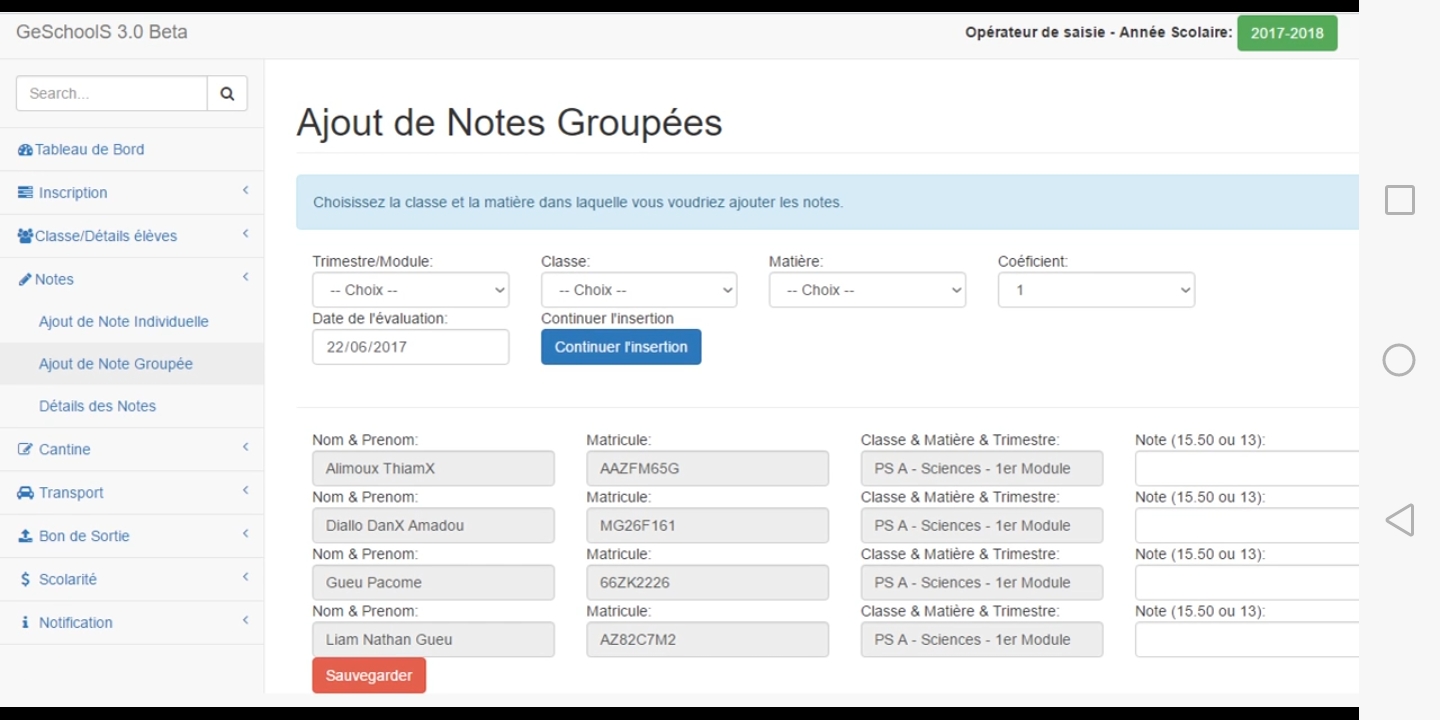 GeSchoolS 3.0 Beta
Opérateur de saisie - Année Scolaire: 2017-2018
Search...
Tableau de Bord
Inscription
Classe/Détails élèves
Notes
Ajout de Note Individuelle
Ajout de Note Groupée
Détails des Notes
Cantine
Transport
Bon de Sortie
Scolarité
Notification
Ajout de Notes Groupées
Choisissez la classe et la matière dans laquelle vous voudriez ajouter les notes.
Trimestre/Module: Classe: Matière: Coéficient:
-- Choix -- -- Choix -- -- Choix -- 1
Date de l'évaluation: Continuer l'insertion
22/06/2017 Continuer l'insertion
Nom & Prenom: Matricule: Classe & Matière & Trimestre: Note (15.50 ou 13):
Alimoux ThiamX AAZFM65G PS A - Sciences - 1er Module
Nom & Prenom: Matricule: Classe & Matière & Trimestre: Note (15.50 ou 13):
Diallo DanX Amadou MG26F161 PS A - Sciences - 1er Module
Nom & Prenom: Matricule: Classe & Matière & Trimestre: Note (15.50 ou 13):
Gueu Pacome 66ZK2226 PS A - Sciences - 1er Module
Nom & Prenom: Matricule: Classe & Matière & Trimestre: Note (15.50 ou 13):
Liam Nathan Gueu AZ82C7M2 PS A - Sciences - 1er Module
Sauvegarder